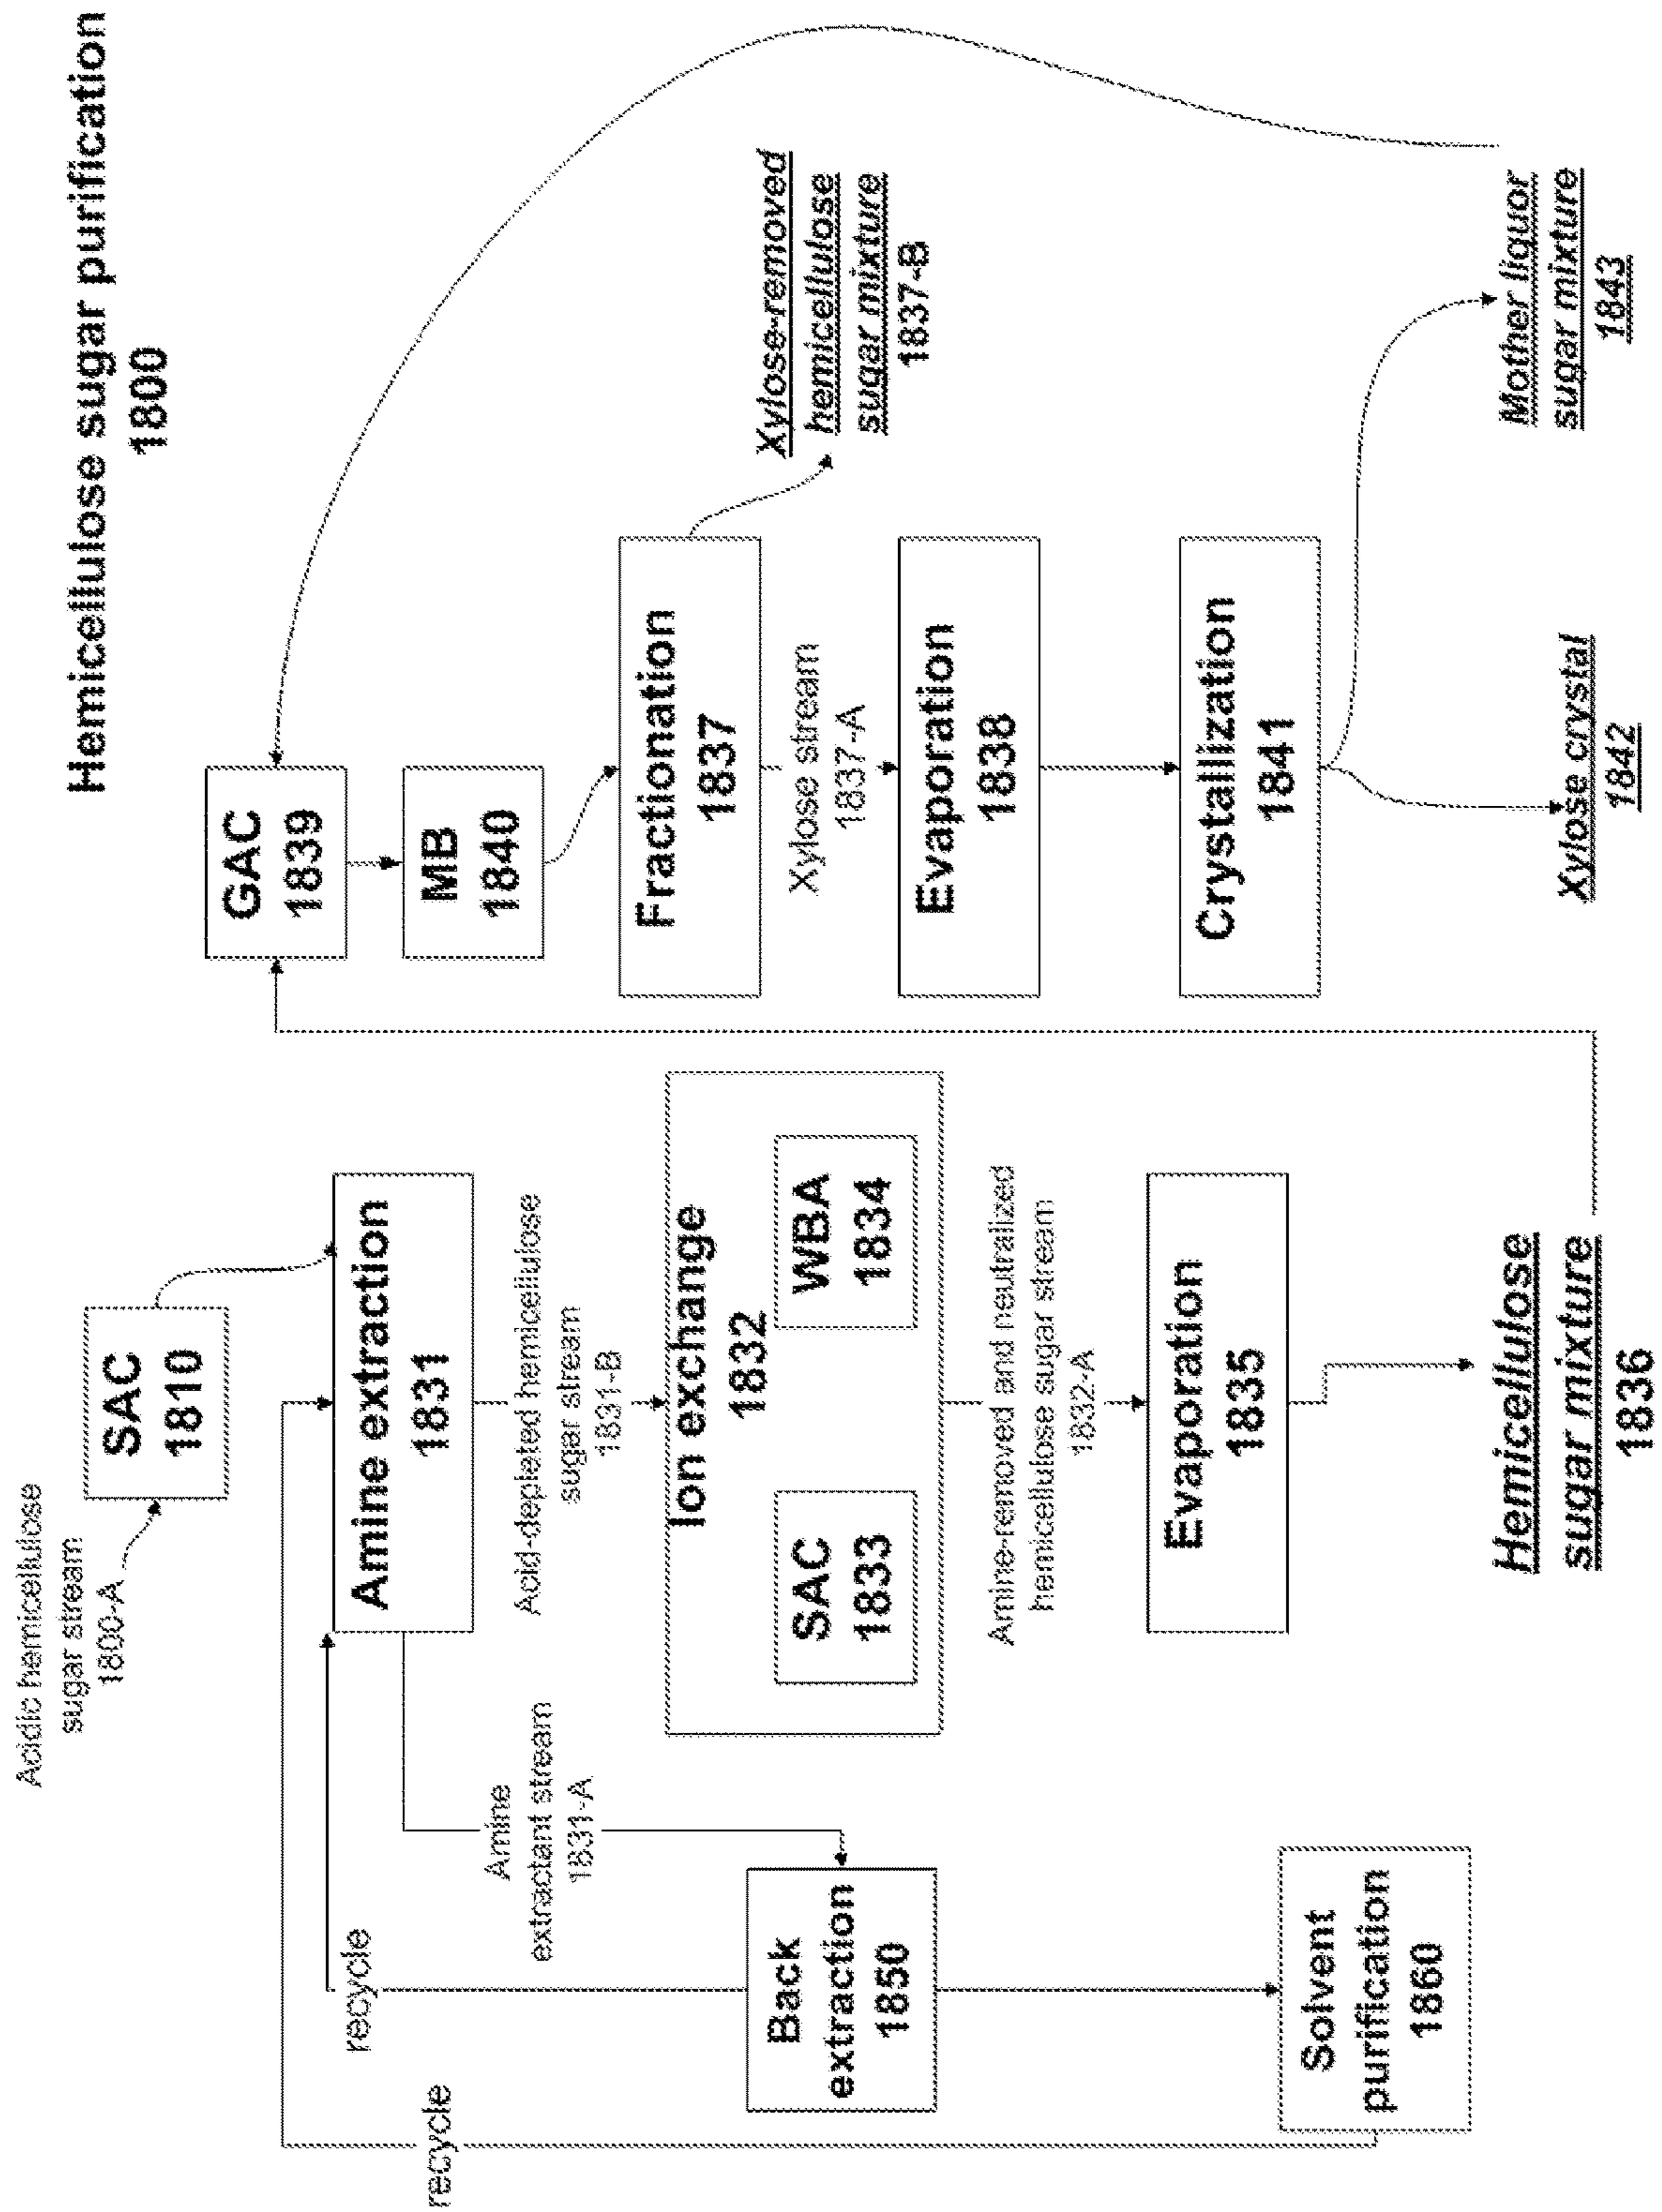 Hemicellulose sugar purification
1800
Acidic hemicellulose
sugar stream
1800-A
SAC
1810
recycle
recycle
Amine extraction
1831
Amine
extractant stream
1831-A
Acid-depleted hemicellulose
sugar stream
1831-B
Back
extraction
1850
Ion exchange
1832
SAC
1833
WBA
1834
Amine-removed and neutralized
hemicellulose sugar stream
1832-A
Solvent
purification
1860
Evaporation
1835
Hemicellulose
sugar mixture
1836
GAC
1839
MB
1840
Fractionation
1837
Xylose-removed
hemicellulose
sugar mixture
1837-B
Xylose stream
1837-A
Evaporation
1838
Crystallization
1841
Xylose crystal
1842
Mother liquor
sugar mixture
1843